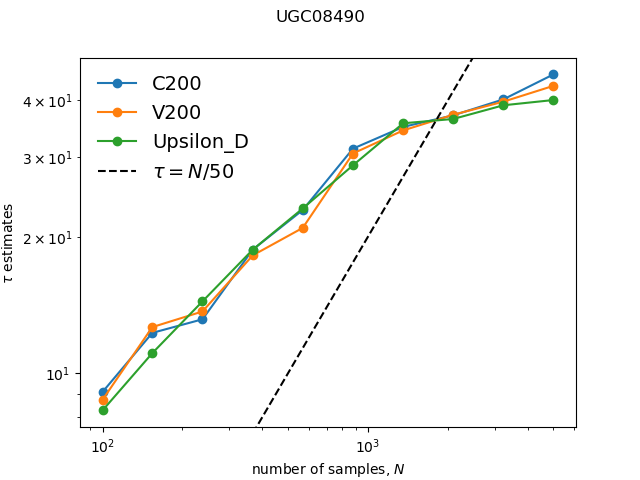 UGC08490
C200
V200
Upsilon_D
τ = N/50
4 × 10¹
3 × 10¹
2 × 10¹
10¹
τ estimates
10² 10³
number of samples, N